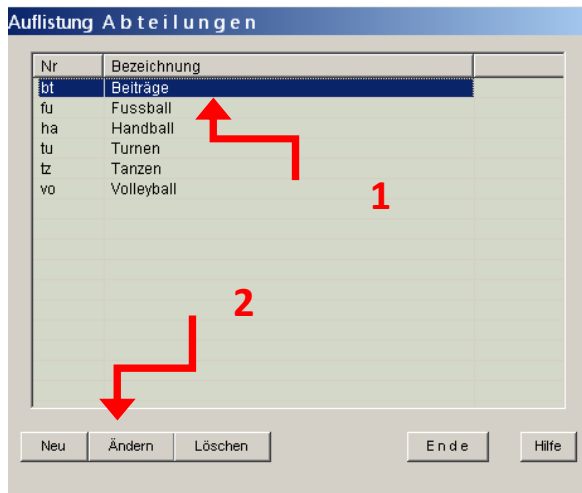 Auflistung Abteilungen
Nr Bezeichnung
bt Beiträge
fu Fussball
ha Handball
tu Turnen
tz Tanzen
vo Volleyball
1
2
Neu Ändern Löschen Ende Hilfe